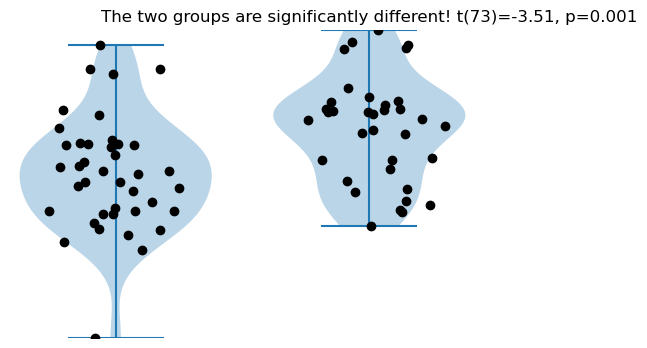 The two groups are significantly different! t(73)=-3.51, p=0.001